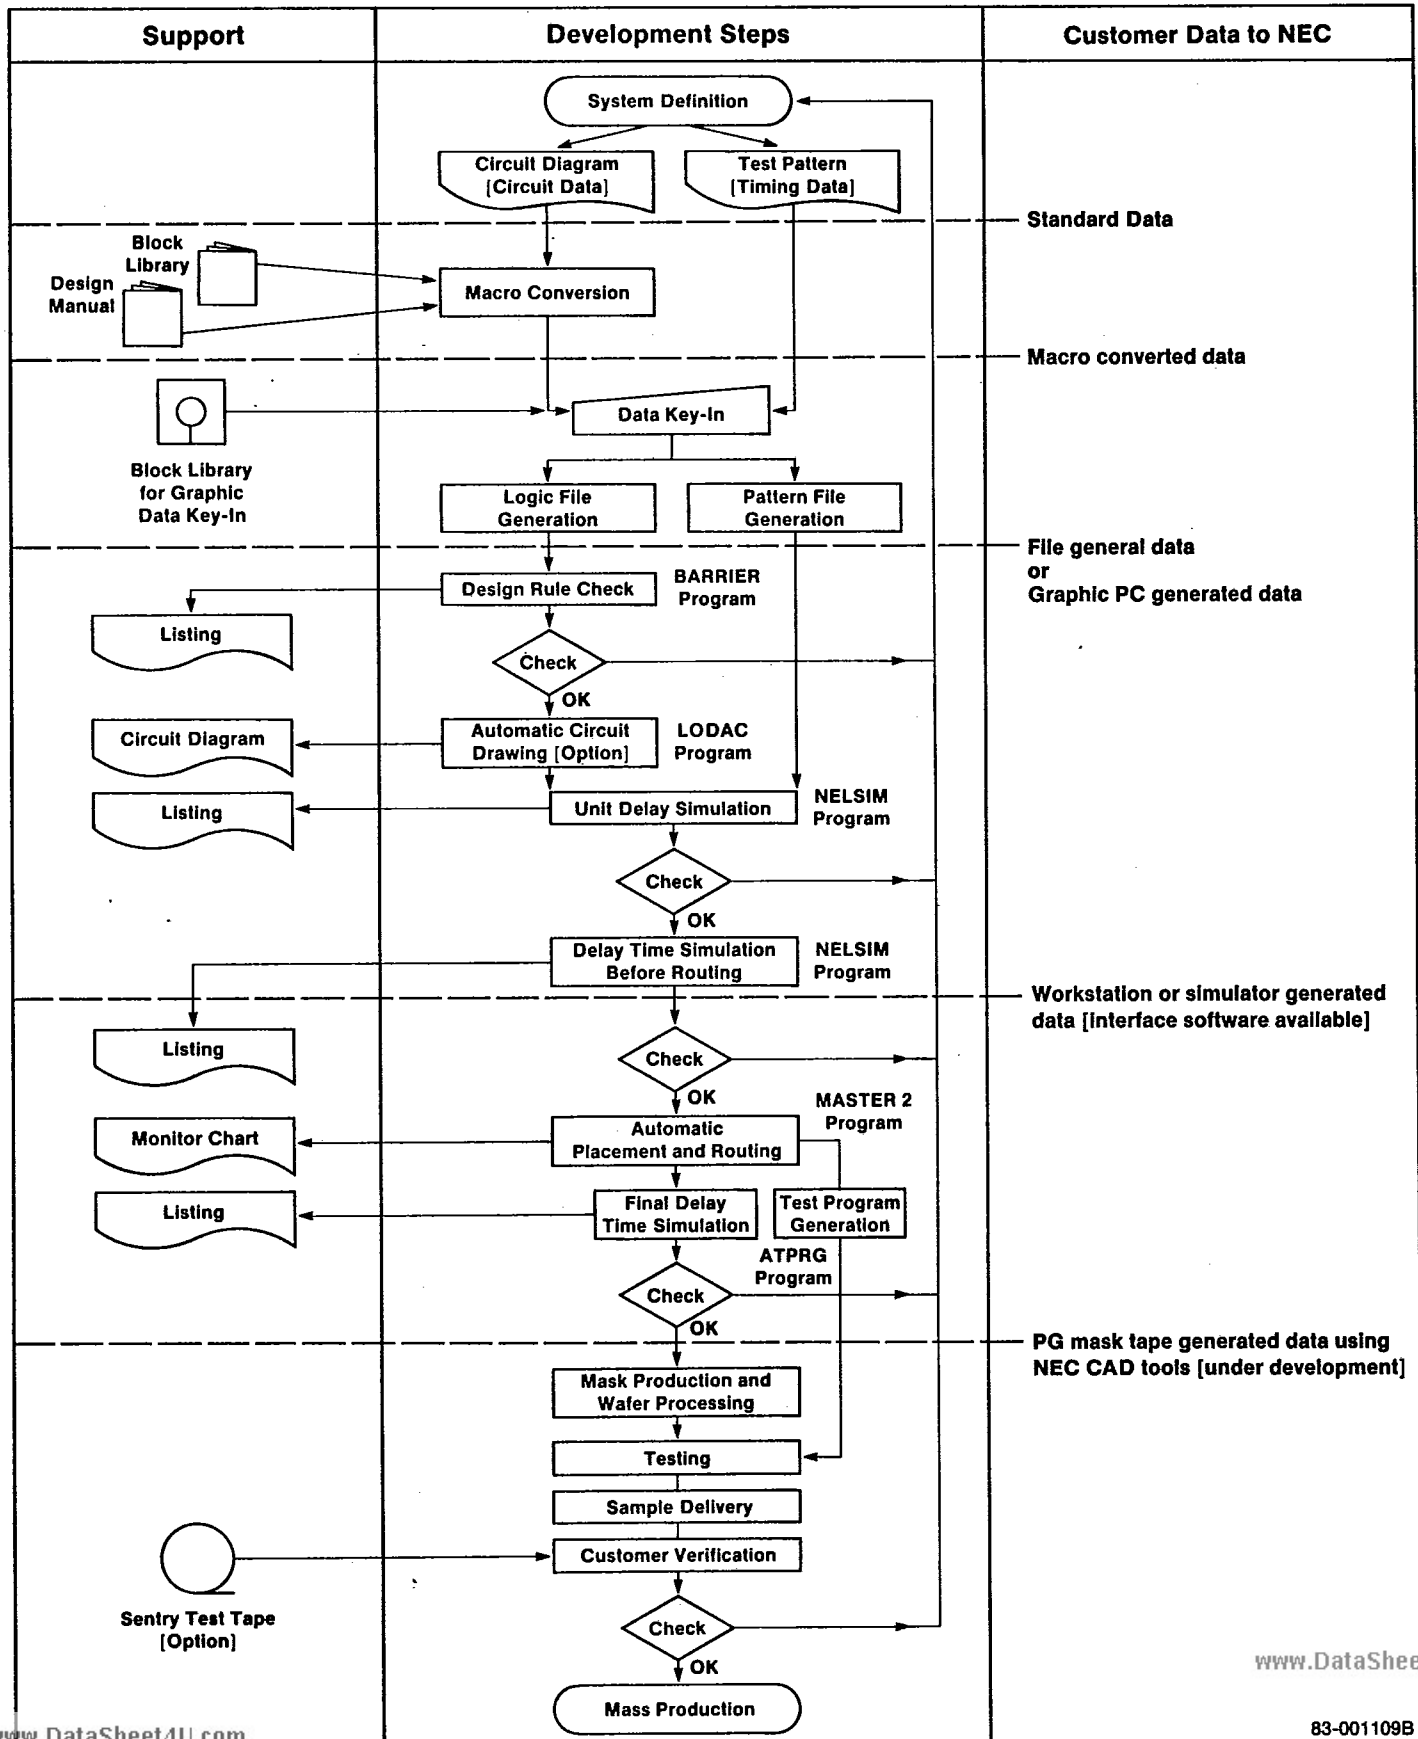 Support
Development Steps
Customer Data to NEC
System Definition
Circuit Diagram
[Circuit Data]
Test Pattern
[Timing Data]
Standard Data
Block
Library
Design
Manual
Macro Conversion
Macro converted data
Data Key-In
Block Library
for Graphic
Data Key-In
Logic File
Generation
Pattern File
Generation
File general data
or
Graphic PC generated data
Design Rule Check
BARRIER
Program
Listing
Check
OK
Circuit Diagram
Automatic Circuit
Drawing [Option]
LODAC
Program
Listing
Unit Delay Simulation
NELSIM
Program
Check
OK
Delay Time Simulation
Before Routing
NELSIM
Program
Workstation or simulator generated
data [interface software available]
Listing
Check
OK
MASTER 2
Program
Monitor Chart
Automatic
Placement and Routing
Listing
Final Delay
Time Simulation
Test Program
Generation
ATPRG
Program
Check
OK
PG mask tape generated data using
NEC CAD tools [under development]
Mask Production and
Wafer Processing
Testing
Sample Delivery
Customer Verification
Sentry Test Tape
[Option]
Check
OK
Mass Production
www.DataShee
www.DataSheet4U.com
83-001109B